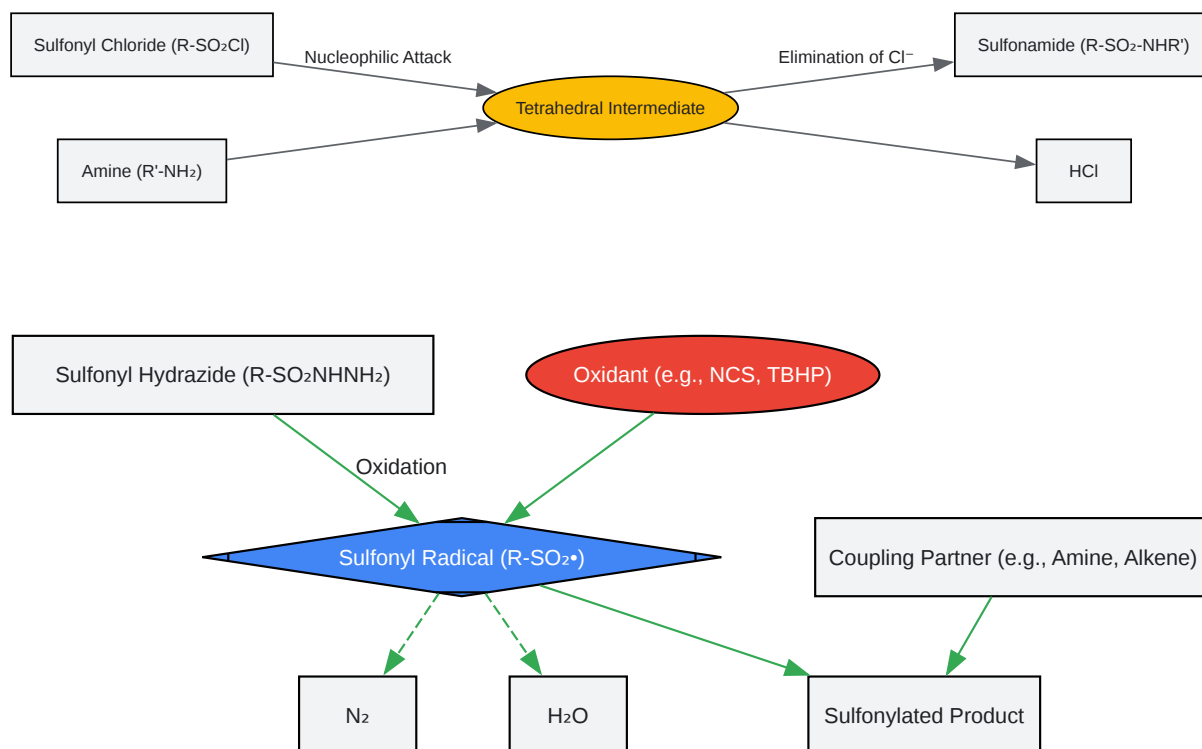 Sulfonyl Chloride (R-SO₂Cl)
Nucleophilic Attack
Elimination of Cl⁻
Sulfonamide (R-SO₂-NHR')
Tetrahedral Intermediate
Amine (R'-NH₂)
HCl
Sulfonyl Hydrazide (R-SO₂NHNH₂)
Oxidant (e.g., NCS, TBHP)
Oxidation
Sulfonyl Radical (R-SO₂•)
Coupling Partner (e.g., Amine, Alkene)
N₂
H₂O
Sulfonylated Product